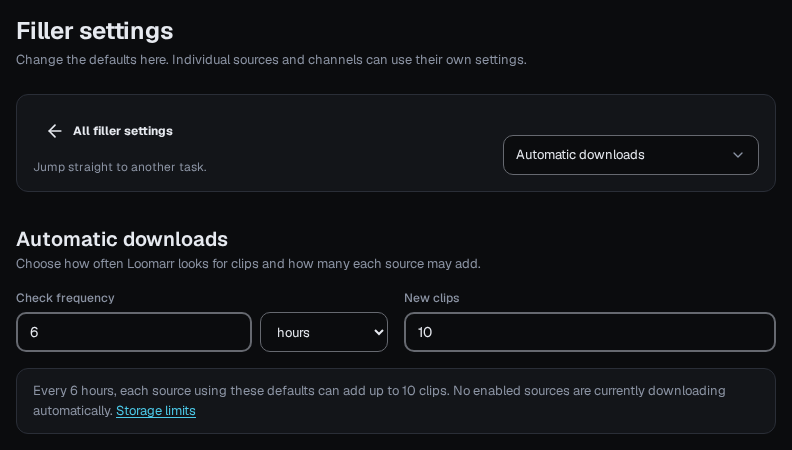 Filler settings
Change the defaults here. Individual sources and channels can use their own settings.
All filler settings
Jump straight to another task.
Automatic downloads
Automatic downloads
Choose how often Loomarr looks for clips and how many each source may add.
Check frequency
New clips
6
hours
10
Every 6 hours, each source using these defaults can add up to 10 clips. No enabled sources are currently downloading
automatically. Storage limits